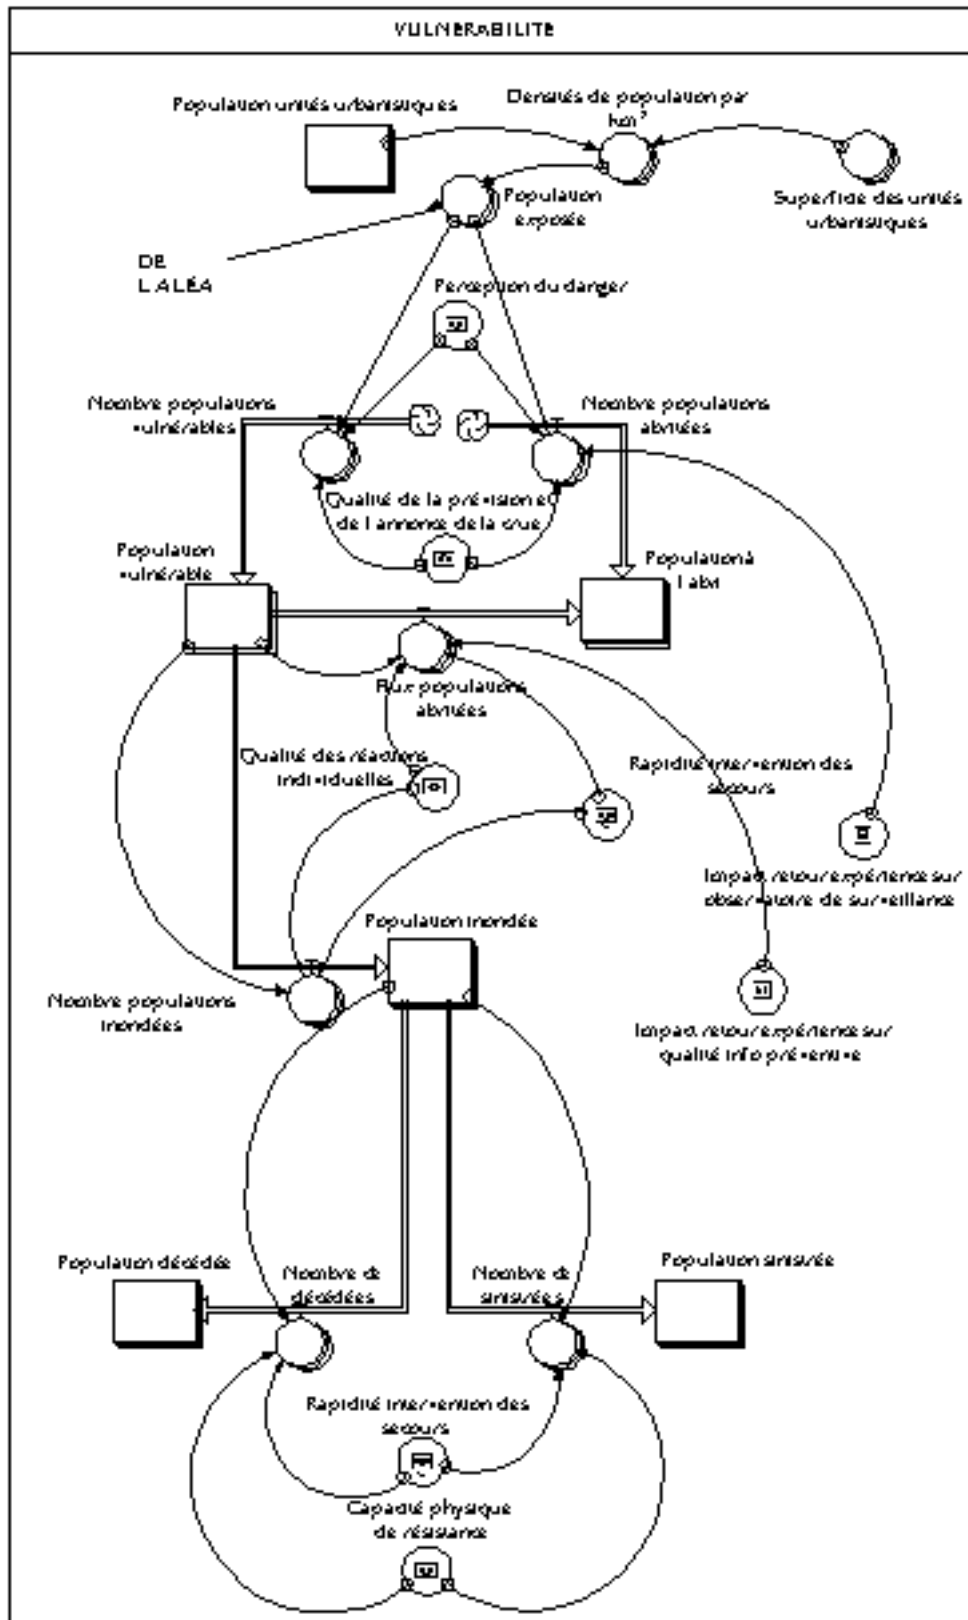 VULNERABILITE
Population unités urbanistiques
Densités de population par
km²
Superficie des unités
urbanistiques
Population
exposée
DE
L'ALÉA
Perception du danger
Nombre populations
vulnérables
Nombre populations
abritées
Qualité de la prévision e
de l'annonce de la crue
Population
vulnérable
Population à
l'abri
Flux populations
abritées
Qualité des réactions
individuelles
Rapidité intervention des
secours
Impact retour expérience sur
observatoire de surveillance
Population inondée
Nombre populations
inondées
Impact retour expérience sur
qualité info préventive
Population décédée
Nombre de
décédées
Nombre de
sinistrées
Population sinistrée
Rapidité intervention des
secours
Capacité physique
de résistance